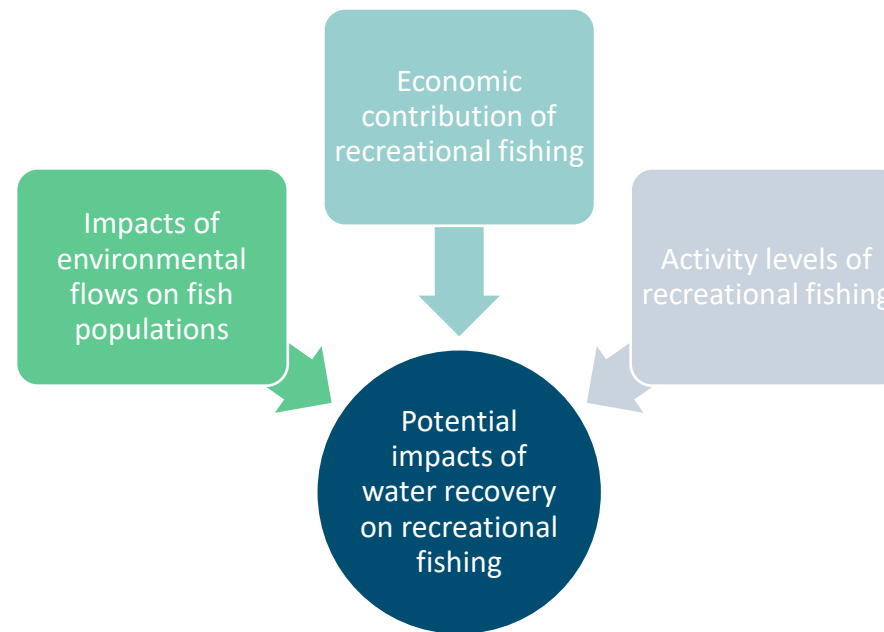 Economic
contribution of
recreational fishing
Impacts of
environmental
flows on fish
populations
Activity levels of
recreational fishing
Potential
impacts of
water recovery
on recreational
fishing